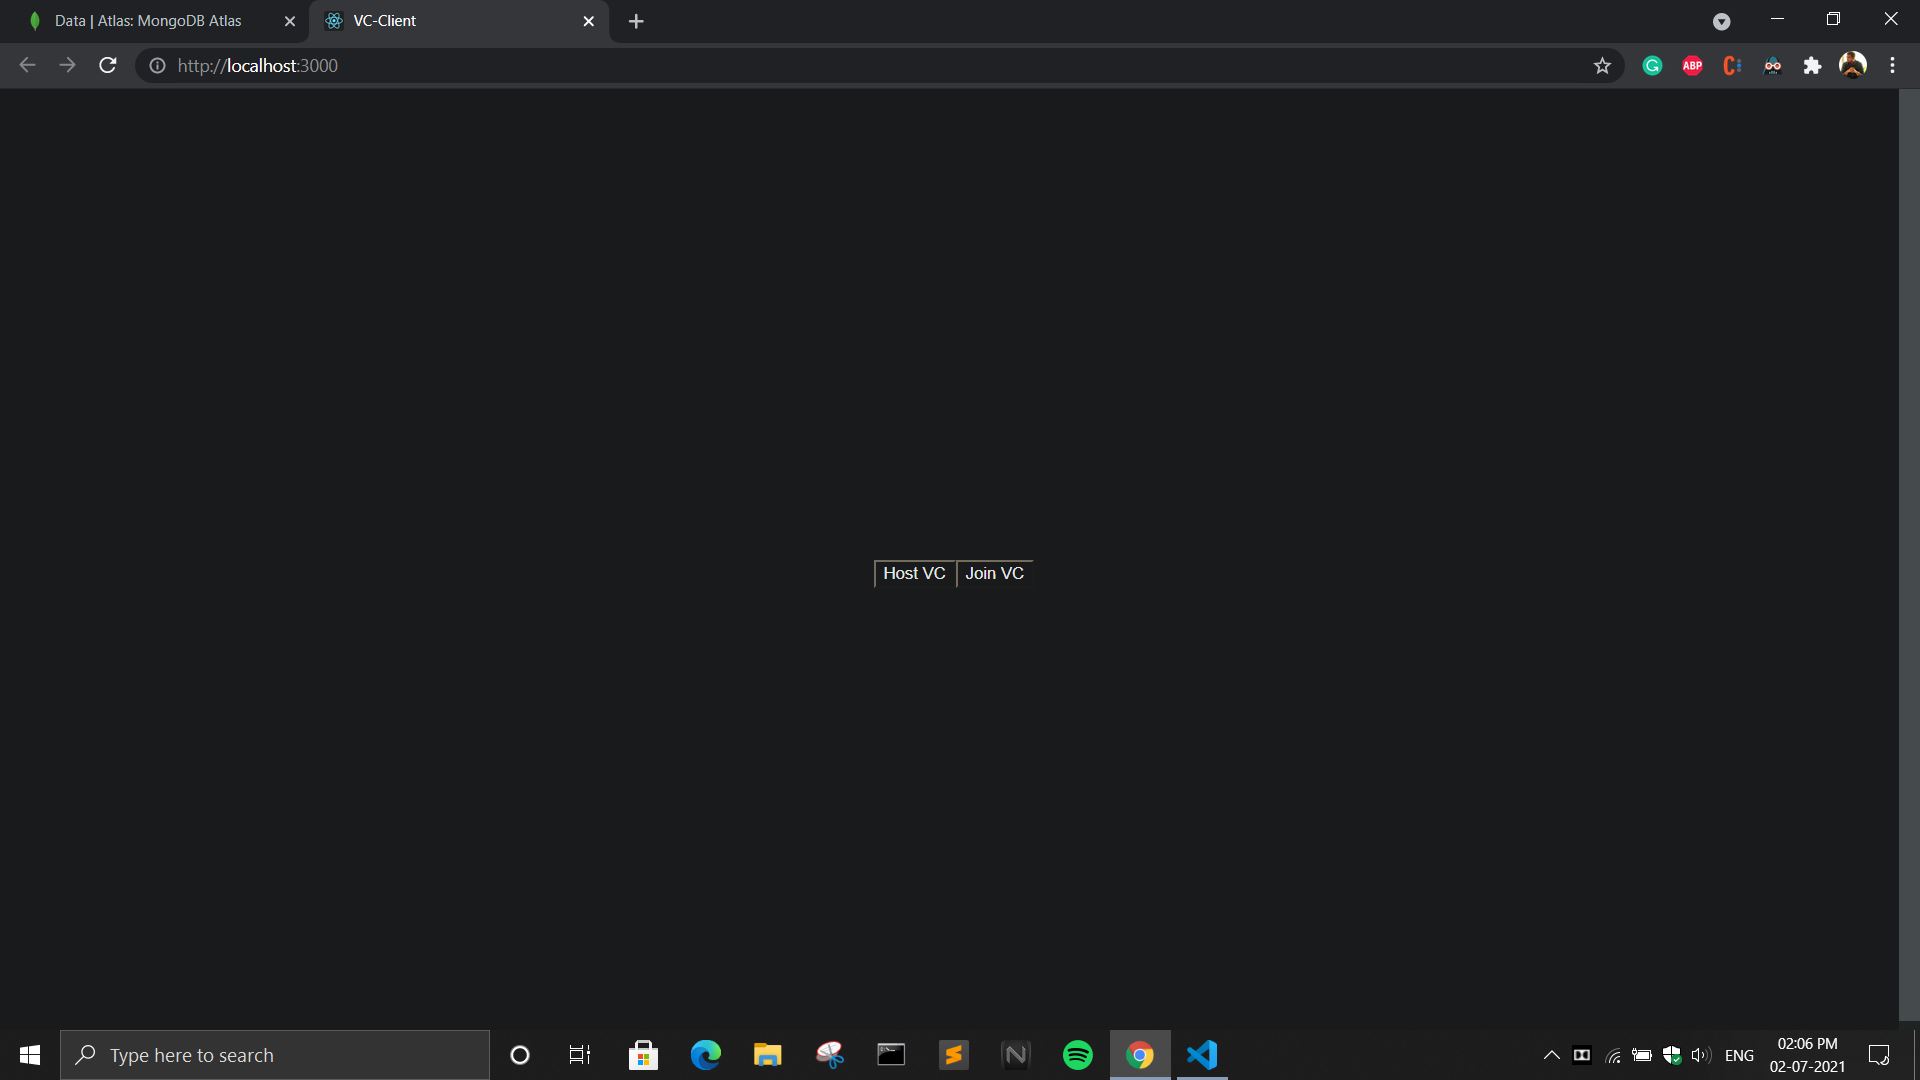 Data | Atlas: MongoDB Atlas
VC-Client
http://localhost:3000
ABP
Host VC
Join VC
Type here to search
ENG
02:06 PM
02-07-2021